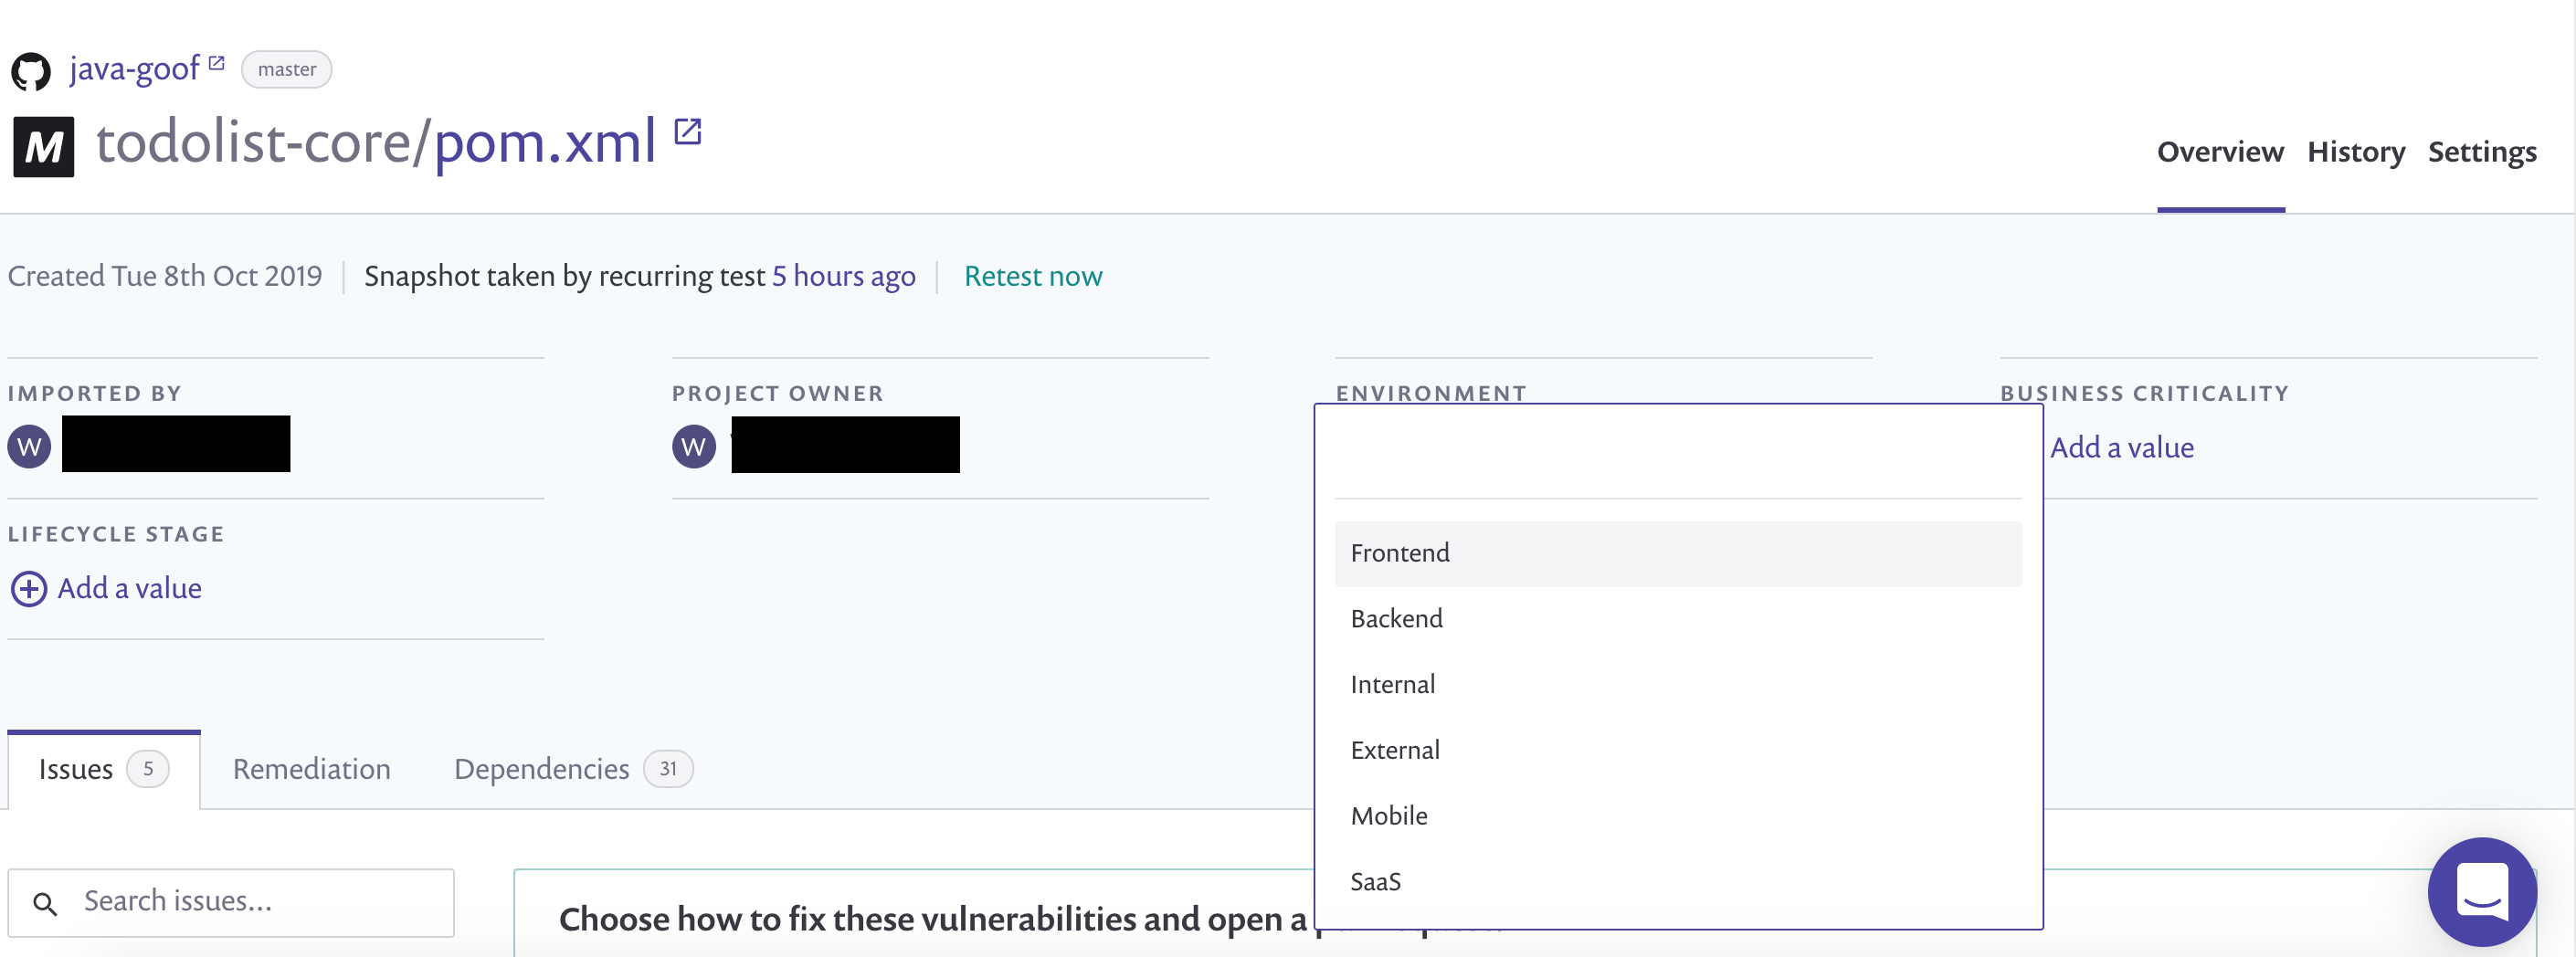 java-goof master
M todolist-core/pom.xml
Overview History Settings
Created Tue 8th Oct 2019 Snapshot taken by recurring test 5 hours ago Retest now
IMPORTED BY PROJECT OWNER ENVIRONMENT BUSINESS CRITICALITY
W W Add a value
LIFECYCLE STAGE
Add a value
Frontend
Backend
Internal
External
Mobile
SaaS
Issues 5 Remediation Dependencies 31
Search issues...
Choose how to fix these vulnerabilities and open a